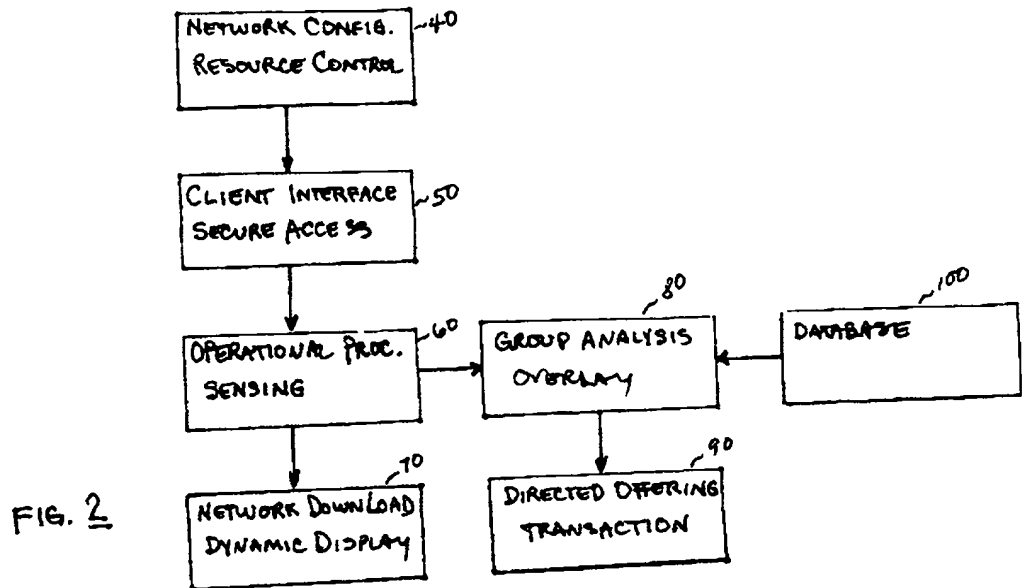 NETWORK CONFIG.
RESOURCE CONTROL
40
CLIENT INTERFACE
SECURE ACCESS
50
OPERATIONAL PROC.
SENSING
60
GROUP ANALYSIS
OVERLAY
80
DATABASE
100
NETWORK DOWNLOAD
DYNAMIC DISPLAY
70
DIRECTED OFFERING
TRANSACTION
90
FIG. 2